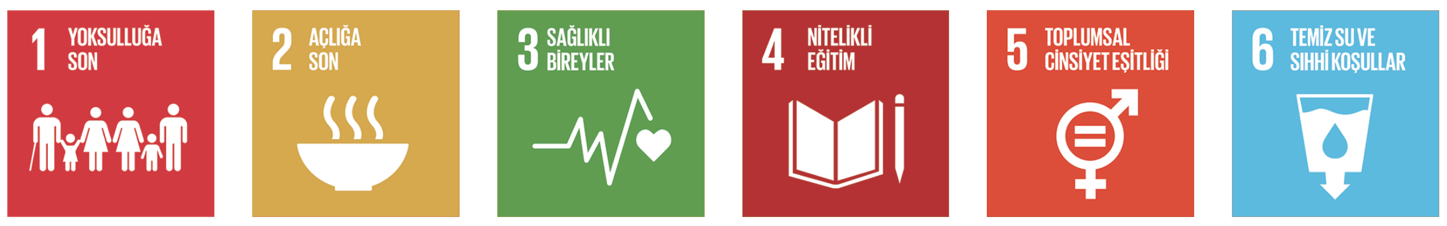 1 YOKSULLUĞA
SON
2 AÇLIĞA
SON
3 SAĞLIKLI
BİREYLER
4 NİTELİKLİ
EĞİTİM
5 TOPLUMSAL
CİNSİYET EŞİTLİĞİ
6 TEMİZ SU VE
SIHHİ KOŞULLAR